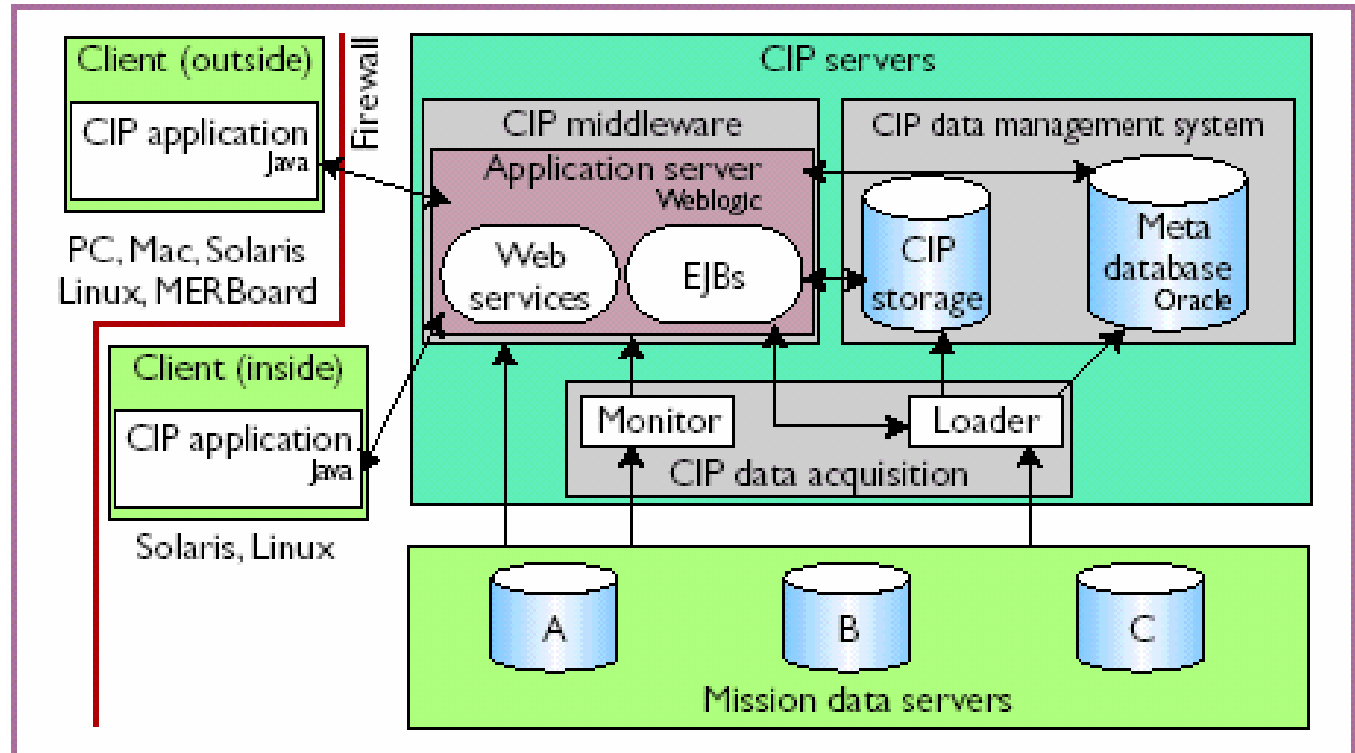 Client (outside)
CIP application
Java
PC, Mac, Solaris
Linux, MERBoard
Firewall
Client (inside)
CIP application
Java
Solaris, Linux
CIP servers
CIP middleware
Application server
Weblogic
Web
services
EJBs
CIP data management system
CIP
storage
Meta
database
Oracle
Monitor
Loader
CIP data acquisition
A
B
C
Mission data servers